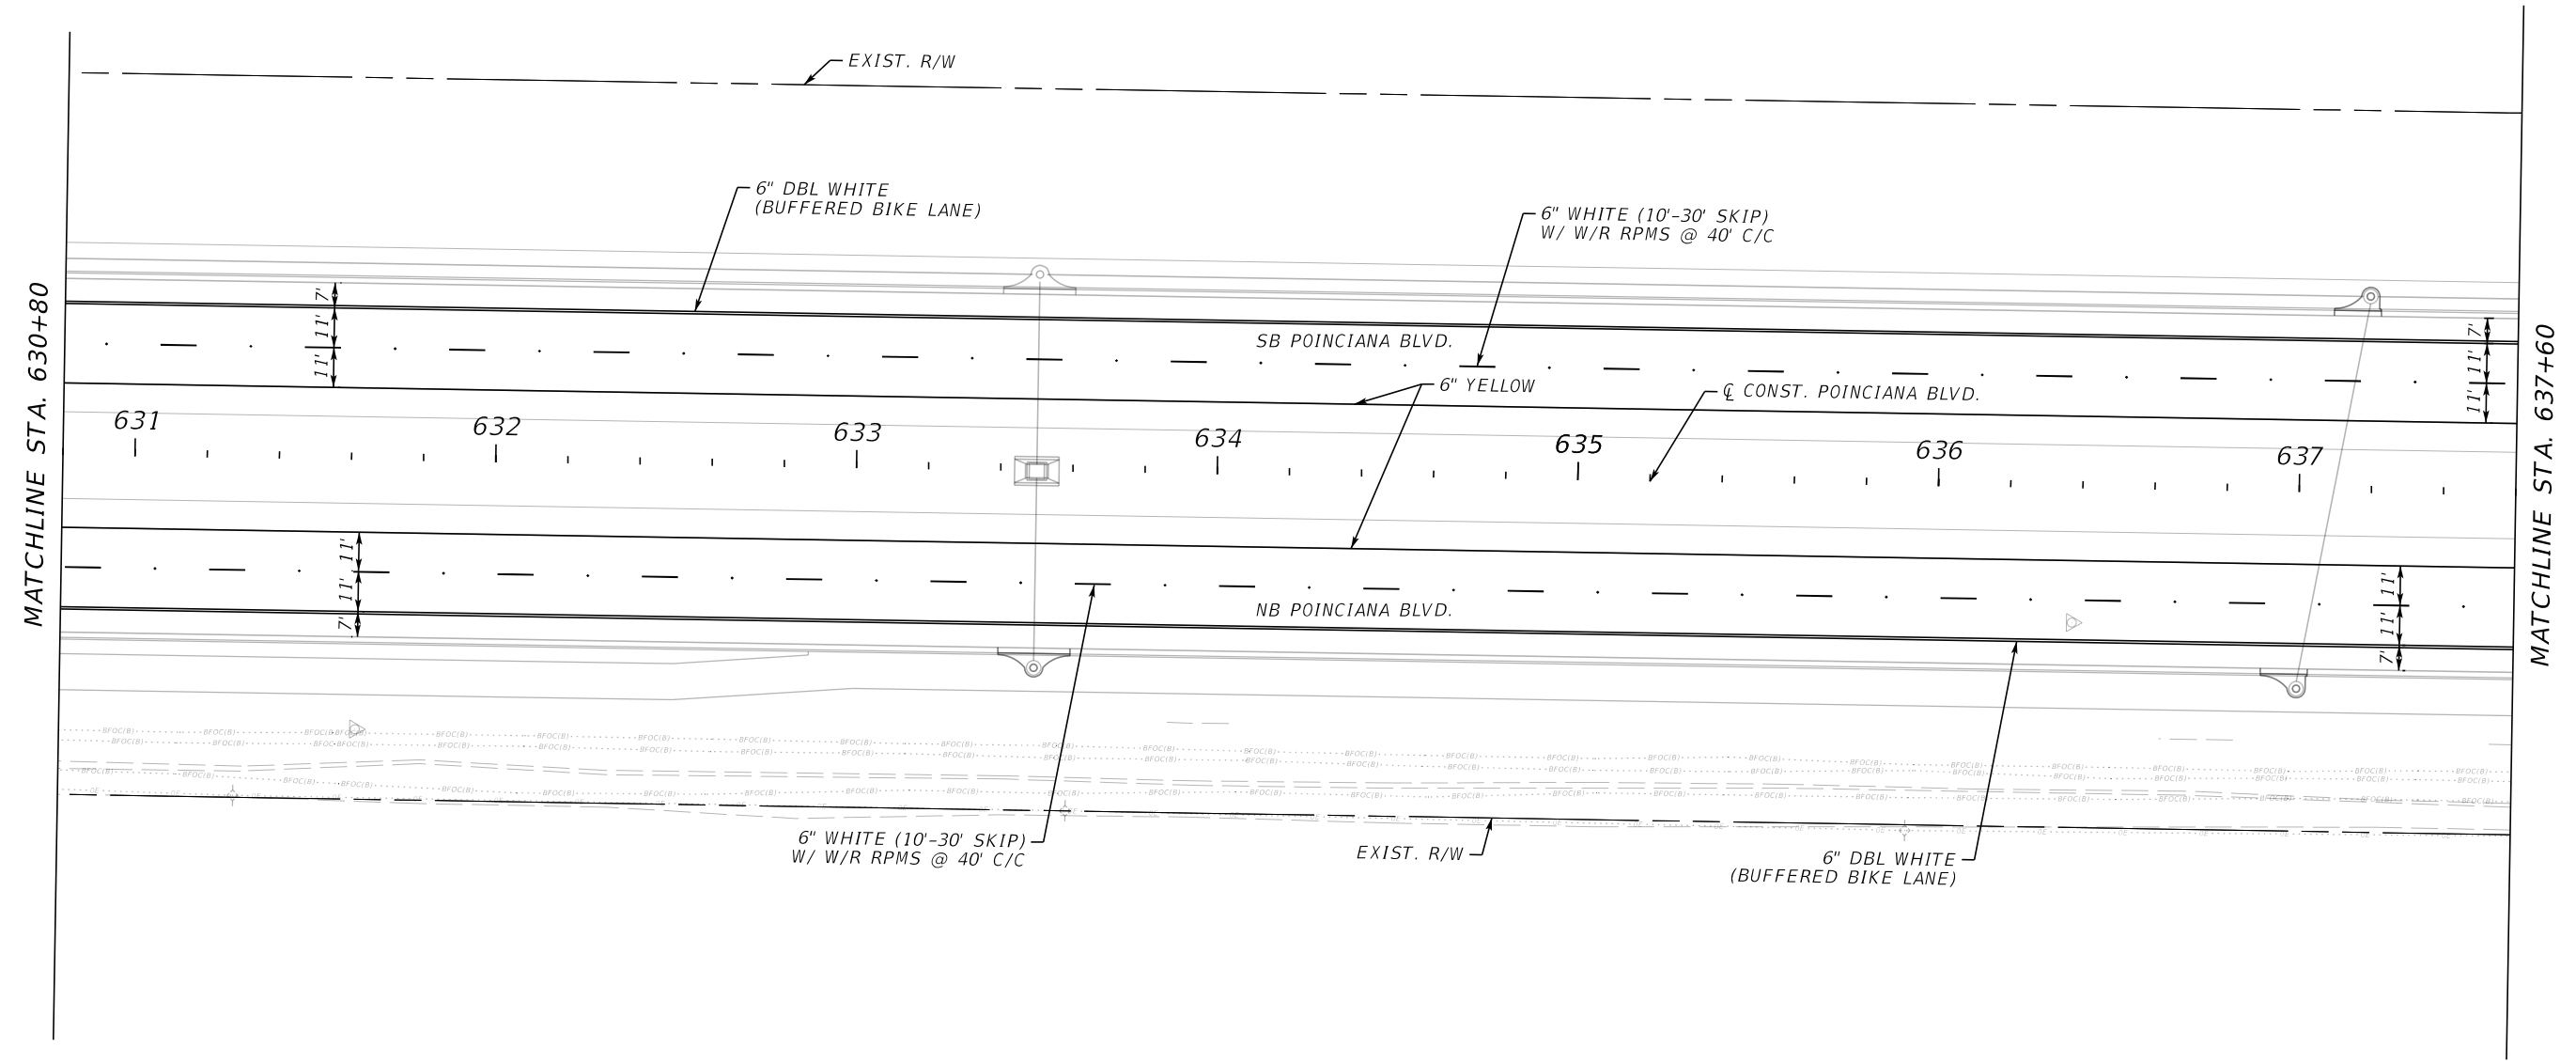 EXIST. R/W
6" DBL WHITE
(BUFFERED BIKE LANE)
6" WHITE (10'-30' SKIP)
W/ W/R RPMS @ 40' C/C
MATCHLINE STA. 630+80
MATCHLINE STA. 637+60
7'
11'
11'
7'
11'
11'
SB POINCIANA BLVD.
6" YELLOW
℄ CONST. POINCIANA BLVD.
631
632
633
634
635
636
637
11'
11'
7'
11'
11'
7'
NB POINCIANA BLVD.
BFOC(B)
OE
6" WHITE (10'-30' SKIP)
W/ W/R RPMS @ 40' C/C
EXIST. R/W
6" DBL WHITE
(BUFFERED BIKE LANE)